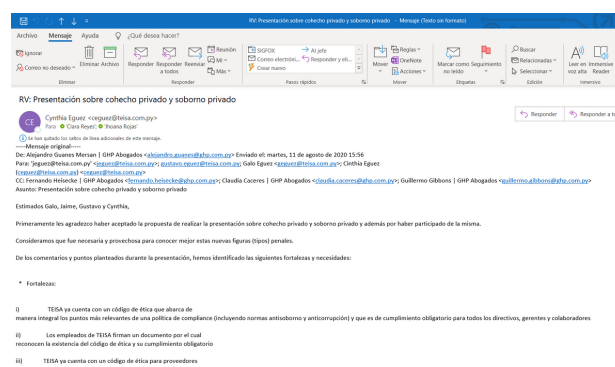 RV: Presentación sobre cohecho privado y soborno privado - Mensaje (Texto sin formato)
Archivo Mensaje Ayuda ¿Qué desea hacer?
Ignorar
Correo no deseado
Eliminar Archivo
Responder Responder a todos Reenviar
Reunión
MI
Más
SIGFOX
Correo electróni...
Crear nuevo
Al jefe
Responder y eli...
Mover
Reglas
OneNote
Acciones
Marcar como no leído
Seguimiento
Buscar
Relacionadas
Seleccionar
Leer en voz alta
Immersive Reader
Eliminar Responder Pasos rápidos Mover Etiquetas Edición Inmersivo
RV: Presentación sobre cohecho privado y soborno privado
CE
Cynthia Eguez <ceguez@teisa.com.py>
Para 'Clara Reyes'; 'Jhoana Rojas'
Responder Responder a to
Se han quitado los saltos de línea adicionales de este mensaje.
-----Mensaje original-----
De: Alejandro Guanes Mersan | GHP Abogados <alejandro.guanes@ghp.com.py> Enviado el: martes, 11 de agosto de 2020 15:56
Para: 'jeguez@teisa.com.py' <jeguez@teisa.com.py>; gustavo.eguez@teisa.com.py; Galo Eguez <geguez@teisa.com.py>; Cinthia Eguez
(ceguez@teisa.com.py) <ceguez@teisa.com.py>
CC: Fernando Heisecke | GHP Abogados <fernando.heisecke@ghp.com.py>; Claudia Caceres | GHP Abogados <claudia.caceres@ghp.com.py>; Guillermo Gibbons | GHP Abogados <guillermo.gibbons@ghp.com.py>
Asunto: Presentación sobre cohecho privado y soborno privado
Estimados Galo, Jaime, Gustavo y Cynthia,
Primeramente les agradezco haber aceptado la propuesta de realizar la presentación sobre cohecho privado y soborno privado y además por haber participado de la misma.
Consideramos que fue necesaria y provechosa para conocer mejor estas nuevas figuras (tipos) penales.
De los comentarios y puntos planteados durante la presentación, hemos identificado las siguientes fortalezas y necesidades:
* Fortalezas:
i) TEISA ya cuenta con un código de ética que abarca de
manera integral los puntos más relevantes de una política de compliance (incluyendo normas antisoborno y anticorrupción) y que es de cumplimiento obligatorio para todos los directivos, gerentes y colaboradores
ii) Los empleados de TEISA firman un documento por el cual
reconocen la existencia del código de ética y su cumplimiento obligatorio
iii) TEISA ya cuenta con un código de ética para proveedores